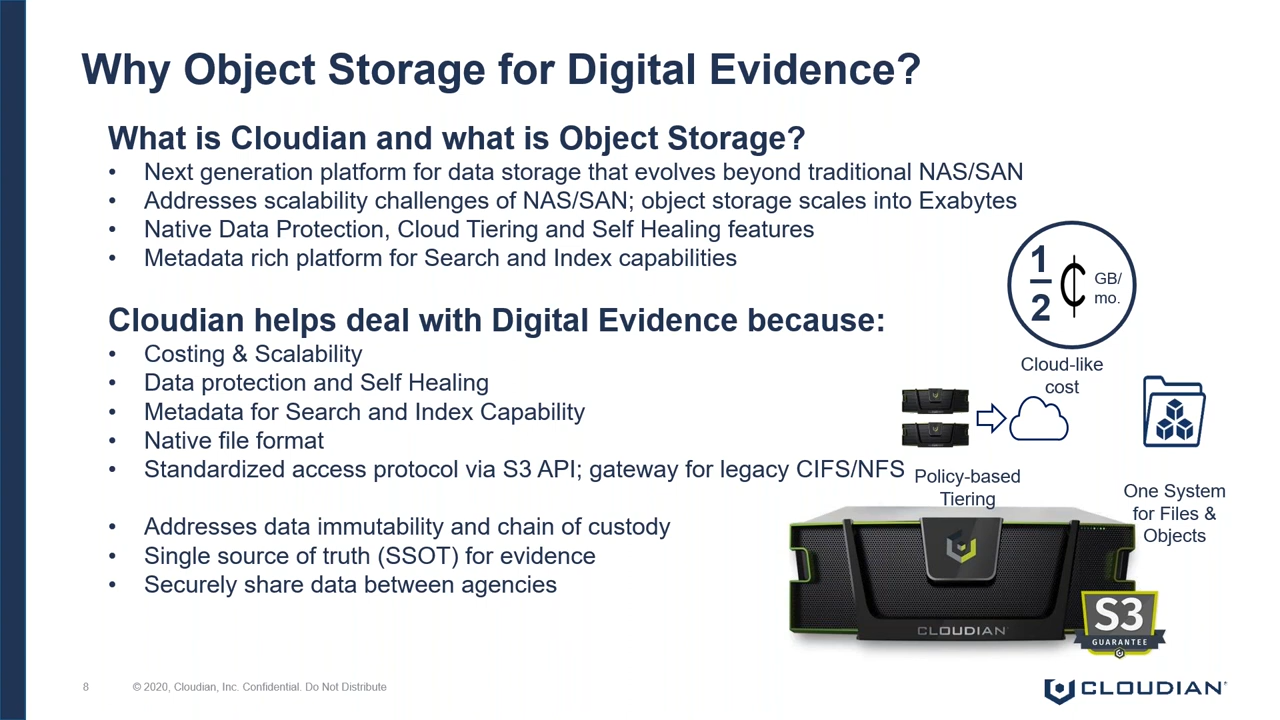 Why Object Storage for Digital Evidence?
What is Cloudian and what is Object Storage?
• Next generation platform for data storage that evolves beyond traditional NAS/SAN
• Addresses scalability challenges of NAS/SAN; object storage scales into Exabytes
• Native Data Protection, Cloud Tiering and Self Healing features
• Metadata rich platform for Search and Index capabilities
Cloudian helps deal with Digital Evidence because:
• Costing & Scalability
• Data protection and Self Healing
• Metadata for Search and Index Capability
• Native file format
• Standardized access protocol via S3 API; gateway for legacy CIFS/NFS
• Addresses data immutability and chain of custody
• Single source of truth (SSOT) for evidence
• Securely share data between agencies
1
2
¢
GB/
mo.
Cloud-like
cost
Policy-based
Tiering
One System
for Files &
Objects
CLOUDIAN
S3
GUARANTEE
8
© 2020, Cloudian, Inc. Confidential. Do Not Distribute
CLOUDIAN